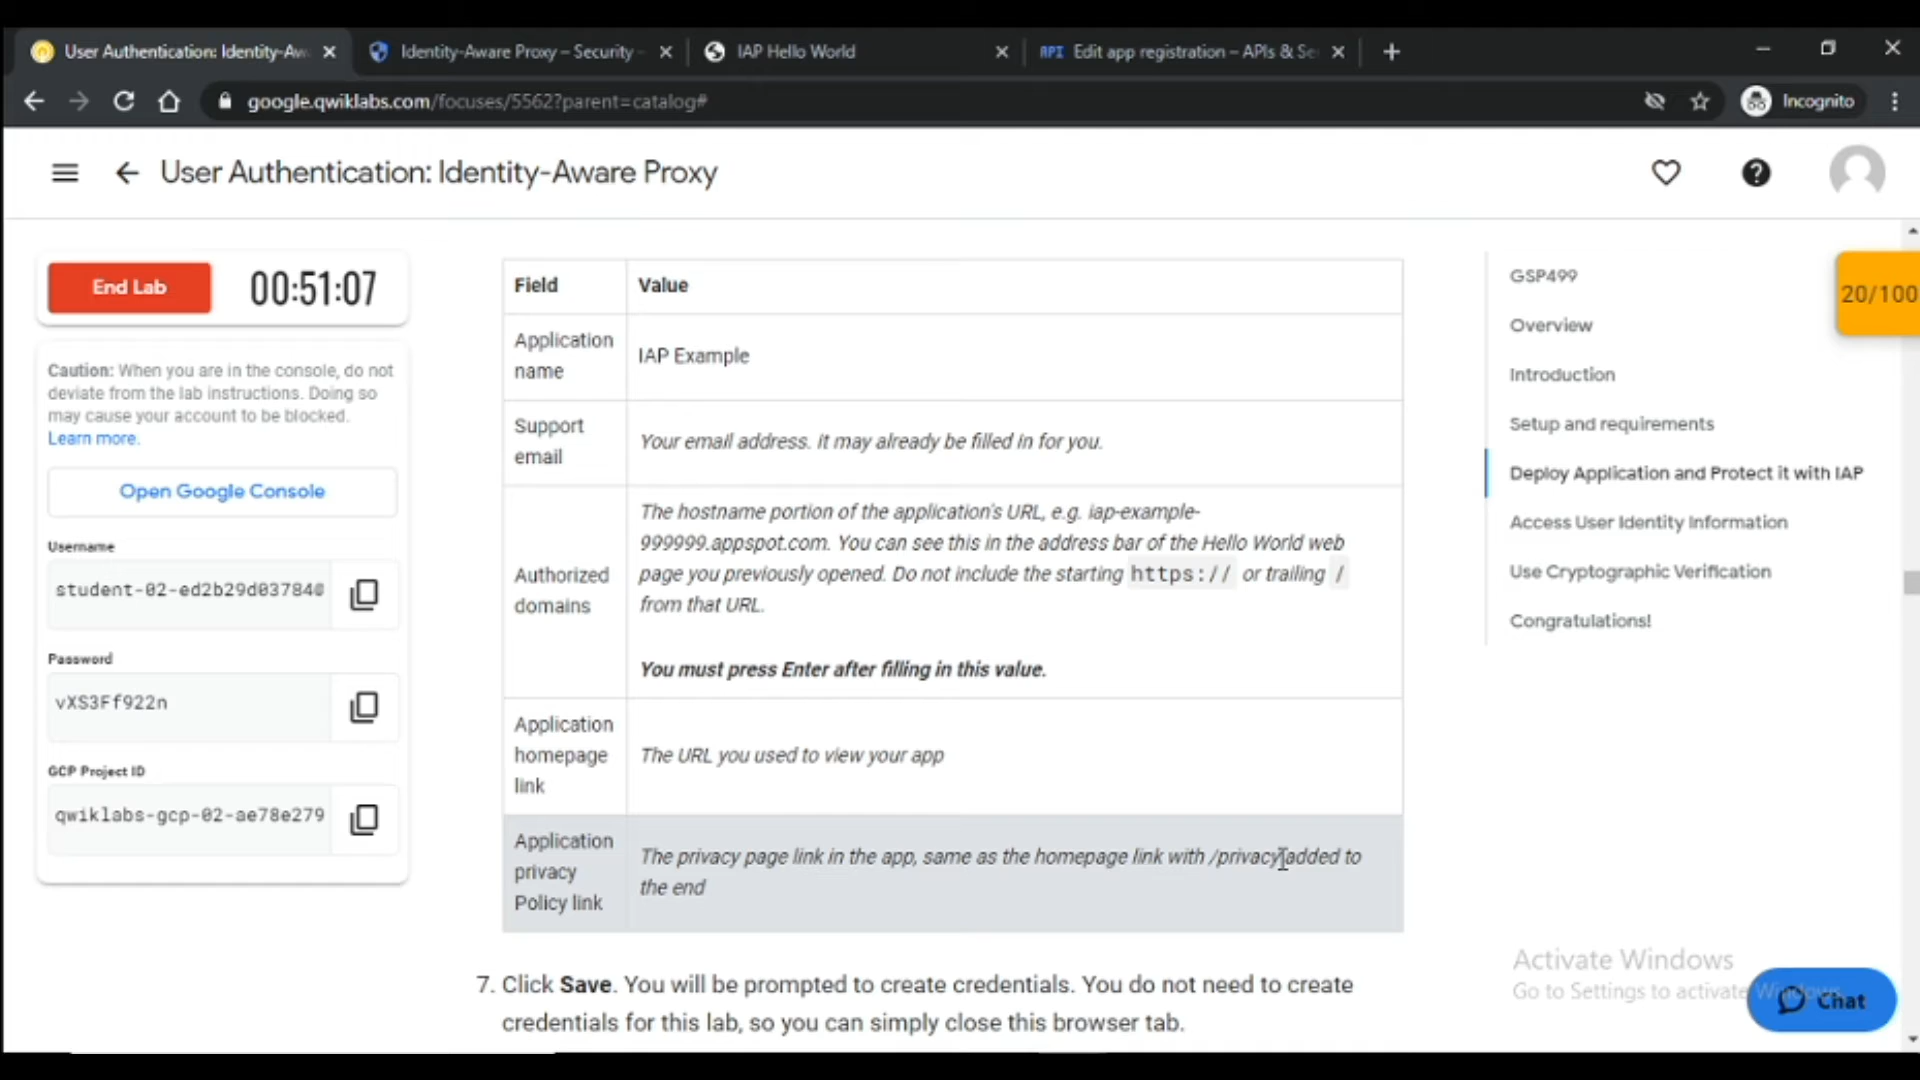 User Authentication: Identity-Aw
Identity-Aware Proxy – Security -
IAP Hello World
API Edit app registration – APIs & Se
google.qwiklabs.com/focuses/5562?parent=catalog#
Incognito
User Authentication: Identity-Aware Proxy
End Lab
00:51:07
Caution: When you are in the console, do not
deviate from the lab instructions. Doing so
may cause your account to be blocked.
Learn more.
Open Google Console
Username
student-02-ed2b29d03784@
Password
vXS3Ff922n
GCP Project ID
qwiklabs-gcp-02-ae78e279
Field Value
Application
name
IAP Example
Support
email
Your email address. It may already be filled in for you.
Authorized
domains
The hostname portion of the application's URL, e.g. iap-example-
999999.appspot.com. You can see this in the address bar of the Hello World web
page you previously opened. Do not include the starting https:// or trailing /
from that URL.
You must press Enter after filling in this value.
Application
homepage
link
The URL you used to view your app
Application
privacy
Policy link
The privacy page link in the app, same as the homepage link with /privacy added to
the end
7. Click Save. You will be prompted to create credentials. You do not need to create
credentials for this lab, so you can simply close this browser tab.
GSP499
Overview
Introduction
Setup and requirements
Deploy Application and Protect it with IAP
Access User Identity Information
Use Cryptographic Verification
Congratulations!
20/100
Activate Windows
Go to Settings to activate Windows.
Chat